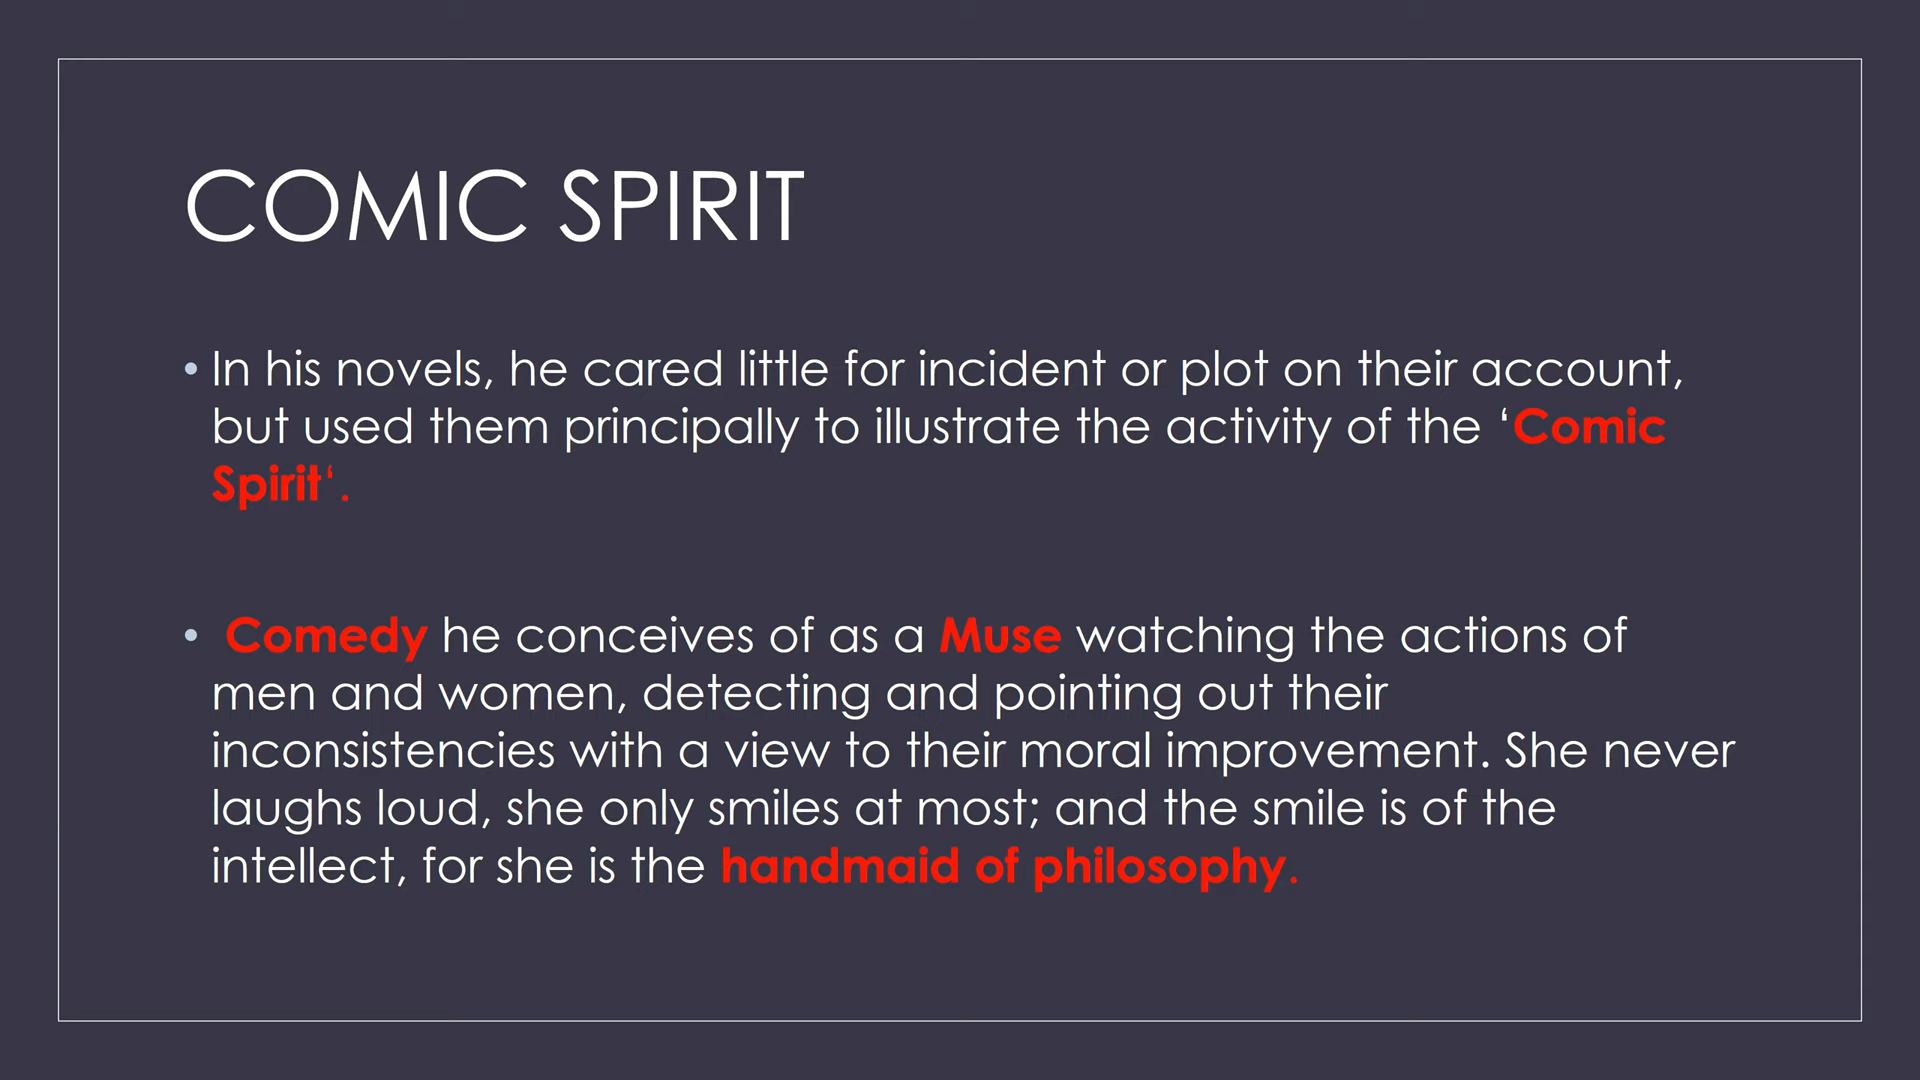 COMIC SPIRIT
• In his novels, he cared little for incident or plot on their account,
but used them principally to illustrate the activity of the ‘Comic
Spirit‘.
• Comedy he conceives of as a Muse watching the actions of
men and women, detecting and pointing out their
inconsistencies with a view to their moral improvement. She never
laughs loud, she only smiles at most; and the smile is of the
intellect, for she is the handmaid of philosophy.